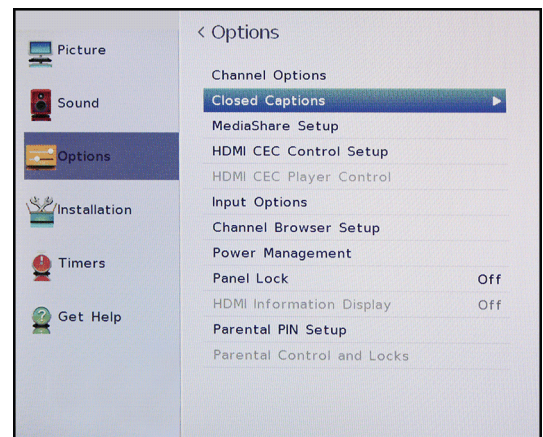 Picture
Sound
Options
Installation
Timers
Get Help
< Options
Channel Options
Closed Captions
MediaShare Setup
HDMI CEC Control Setup
HDMI CEC Player Control
Input Options
Channel Browser Setup
Power Management
Panel Lock Off
HDMI Information Display Off
Parental PIN Setup
Parental Control and Locks